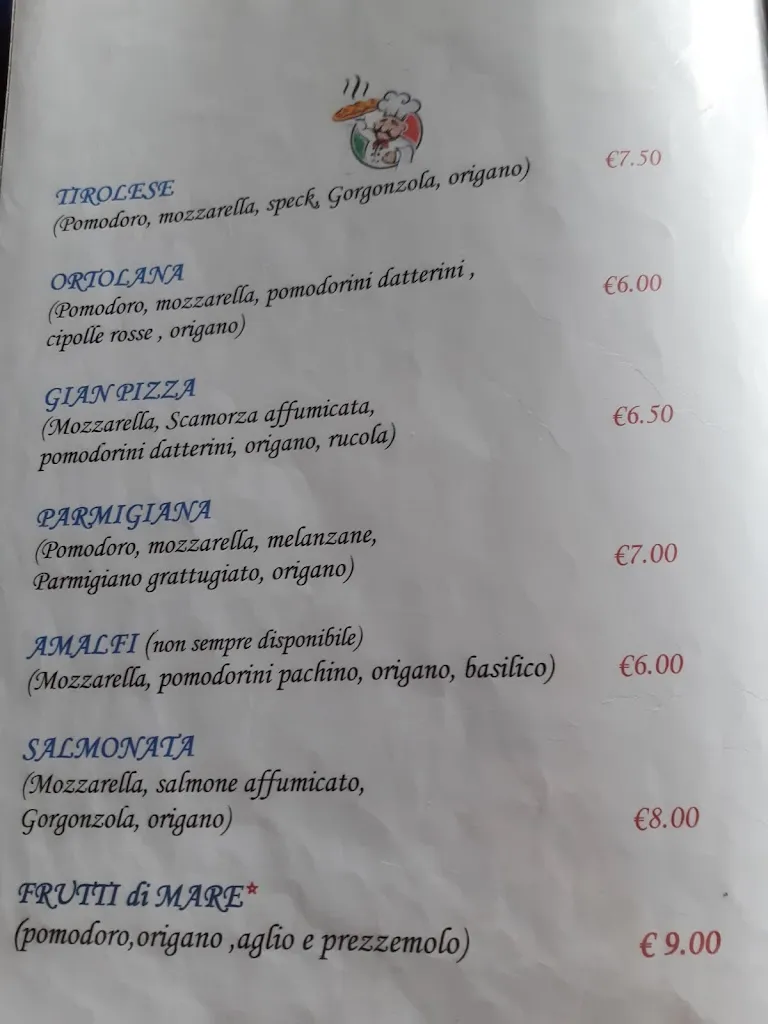 TIROLESE €7.50
(Pomodoro, mozzarella, speck, Gorgonzola, origano)
ORTOLANA €6.00
(Pomodoro, mozzarella, pomodorini datterini ,
cipolle rosse , origano)
GIAN PIZZA
(Mozzarella, Scamorza affumicata, €6.50
pomodorini datterini, origano, rucola)
PARMIGIANA
(Pomodoro, mozzarella, melanzane, €7.00
Parmigiano grattugiato, origano)
AMALFI (non sempre disponibile)
(Mozzarella, pomodorini pachino, origano, basilico) €6.00
SALMONATA
(Mozzarella, salmone affumicato,
Gorgonzola, origano) €8.00
FRUTTI di MARE*
(pomodoro,origano ,aglio e prezzemolo) € 9.00